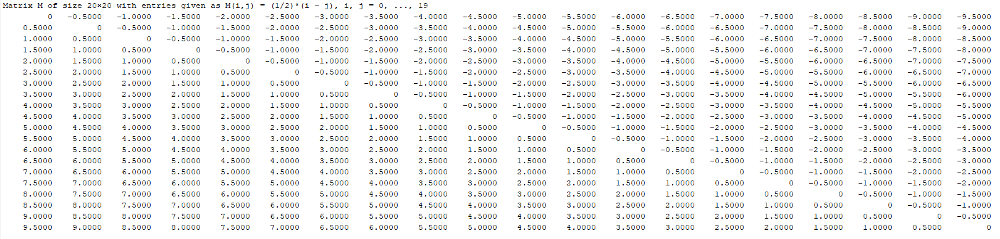 Matrix M of size 20×20 with entries given as M(i,j) = (1/2)*(i - j), i, j = 0, ..., 19
0 -0.5000 -1.0000 -1.5000 -2.0000 -2.5000 -3.0000 -3.5000 -4.0000 -4.5000 -5.0000 -5.5000 -6.0000 -6.5000 -7.0000 -7.5000 -8.0000 -8.5000 -9.0000 -9.5000
0.5000 0 -0.5000 -1.0000 -1.5000 -2.0000 -2.5000 -3.0000 -3.5000 -4.0000 -4.5000 -5.0000 -5.5000 -6.0000 -6.5000 -7.0000 -7.5000 -8.0000 -8.5000 -9.0000
1.0000 0.5000 0 -0.5000 -1.0000 -1.5000 -2.0000 -2.5000 -3.0000 -3.5000 -4.0000 -4.5000 -5.0000 -5.5000 -6.0000 -6.5000 -7.0000 -7.5000 -8.0000 -8.5000
1.5000 1.0000 0.5000 0 -0.5000 -1.0000 -1.5000 -2.0000 -2.5000 -3.0000 -3.5000 -4.0000 -4.5000 -5.0000 -5.5000 -6.0000 -6.5000 -7.0000 -7.5000 -8.0000
2.0000 1.5000 1.0000 0.5000 0 -0.5000 -1.0000 -1.5000 -2.0000 -2.5000 -3.0000 -3.5000 -4.0000 -4.5000 -5.0000 -5.5000 -6.0000 -6.5000 -7.0000 -7.5000
2.5000 2.0000 1.5000 1.0000 0.5000 0 -0.5000 -1.0000 -1.5000 -2.0000 -2.5000 -3.0000 -3.5000 -4.0000 -4.5000 -5.0000 -5.5000 -6.0000 -6.5000 -7.0000
3.0000 2.5000 2.0000 1.5000 1.0000 0.5000 0 -0.5000 -1.0000 -1.5000 -2.0000 -2.5000 -3.0000 -3.5000 -4.0000 -4.5000 -5.0000 -5.5000 -6.0000 -6.5000
3.5000 3.0000 2.5000 2.0000 1.5000 1.0000 0.5000 0 -0.5000 -1.0000 -1.5000 -2.0000 -2.5000 -3.0000 -3.5000 -4.0000 -4.5000 -5.0000 -5.5000 -6.0000
4.0000 3.5000 3.0000 2.5000 2.0000 1.5000 1.0000 0.5000 0 -0.5000 -1.0000 -1.5000 -2.0000 -2.5000 -3.0000 -3.5000 -4.0000 -4.5000 -5.0000 -5.5000
4.5000 4.0000 3.5000 3.0000 2.5000 2.0000 1.5000 1.0000 0.5000 0 -0.5000 -1.0000 -1.5000 -2.0000 -2.5000 -3.0000 -3.5000 -4.0000 -4.5000 -5.0000
5.0000 4.5000 4.0000 3.5000 3.0000 2.5000 2.0000 1.5000 1.0000 0.5000 0 -0.5000 -1.0000 -1.5000 -2.0000 -2.5000 -3.0000 -3.5000 -4.0000 -4.5000
5.5000 5.0000 4.5000 4.0000 3.5000 3.0000 2.5000 2.0000 1.5000 1.0000 0.5000 0 -0.5000 -1.0000 -1.5000 -2.0000 -2.5000 -3.0000 -3.5000 -4.0000
6.0000 5.5000 5.0000 4.5000 4.0000 3.5000 3.0000 2.5000 2.0000 1.5000 1.0000 0.5000 0 -0.5000 -1.0000 -1.5000 -2.0000 -2.5000 -3.0000 -3.5000
6.5000 6.0000 5.5000 5.0000 4.5000 4.0000 3.5000 3.0000 2.5000 2.0000 1.5000 1.0000 0.5000 0 -0.5000 -1.0000 -1.5000 -2.0000 -2.5000 -3.0000
7.0000 6.5000 6.0000 5.5000 5.0000 4.5000 4.0000 3.5000 3.0000 2.5000 2.0000 1.5000 1.0000 0.5000 0 -0.5000 -1.0000 -1.5000 -2.0000 -2.5000
7.5000 7.0000 6.5000 6.0000 5.5000 5.0000 4.5000 4.0000 3.5000 3.0000 2.5000 2.0000 1.5000 1.0000 0.5000 0 -0.5000 -1.0000 -1.5000 -2.0000
8.0000 7.5000 7.0000 6.5000 6.0000 5.5000 5.0000 4.5000 4.0000 3.5000 3.0000 2.5000 2.0000 1.5000 1.0000 0.5000 0 -0.5000 -1.0000 -1.5000
8.5000 8.0000 7.5000 7.0000 6.5000 6.0000 5.5000 5.0000 4.5000 4.0000 3.5000 3.0000 2.5000 2.0000 1.5000 1.0000 0.5000 0 -0.5000 -1.0000
9.0000 8.5000 8.0000 7.5000 7.0000 6.5000 6.0000 5.5000 5.0000 4.5000 4.0000 3.5000 3.0000 2.5000 2.0000 1.5000 1.0000 0.5000 0 -0.5000
9.5000 9.0000 8.5000 8.0000 7.5000 7.0000 6.5000 6.0000 5.5000 5.0000 4.5000 4.0000 3.5000 3.0000 2.5000 2.0000 1.5000 1.0000 0.5000 0